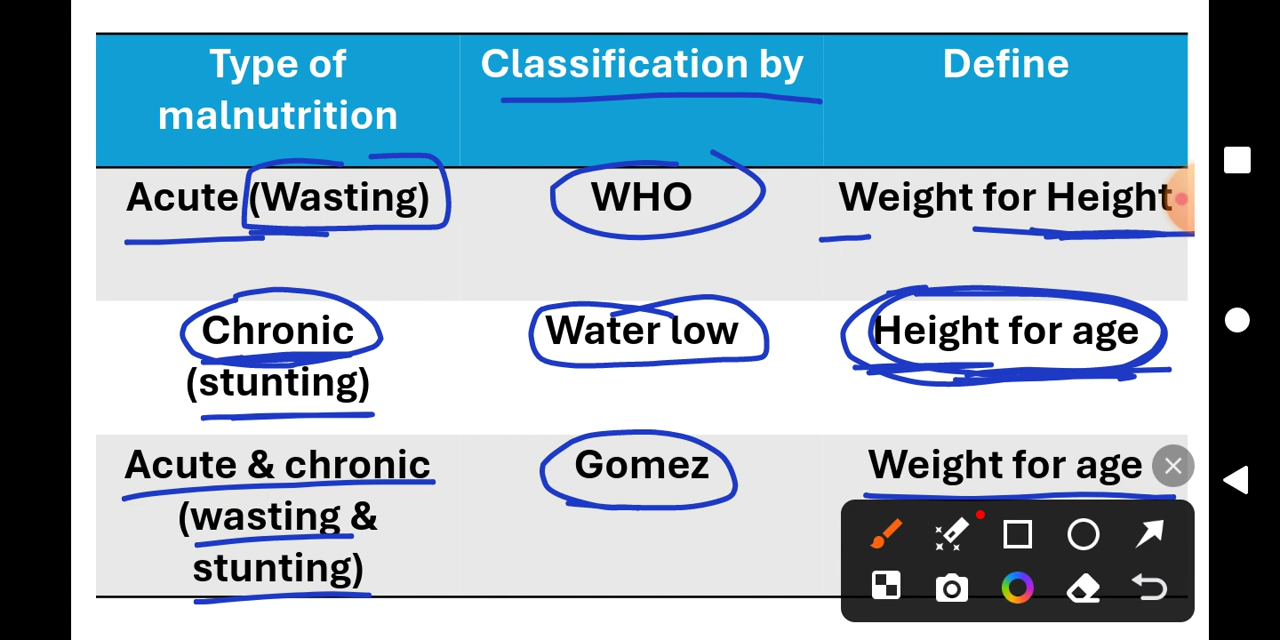 Type of malnutrition
Classification by
Define
Acute (Wasting)
WHO
Weight for Height
Chronic
(stunting)
Water low
Height for age
Acute & chronic
(wasting &
stunting)
Gomez
Weight for age